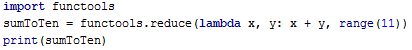 import functools
sumToTen = functools.reduce(lambda x, y: x + y, range(11))
print(sumToTen)